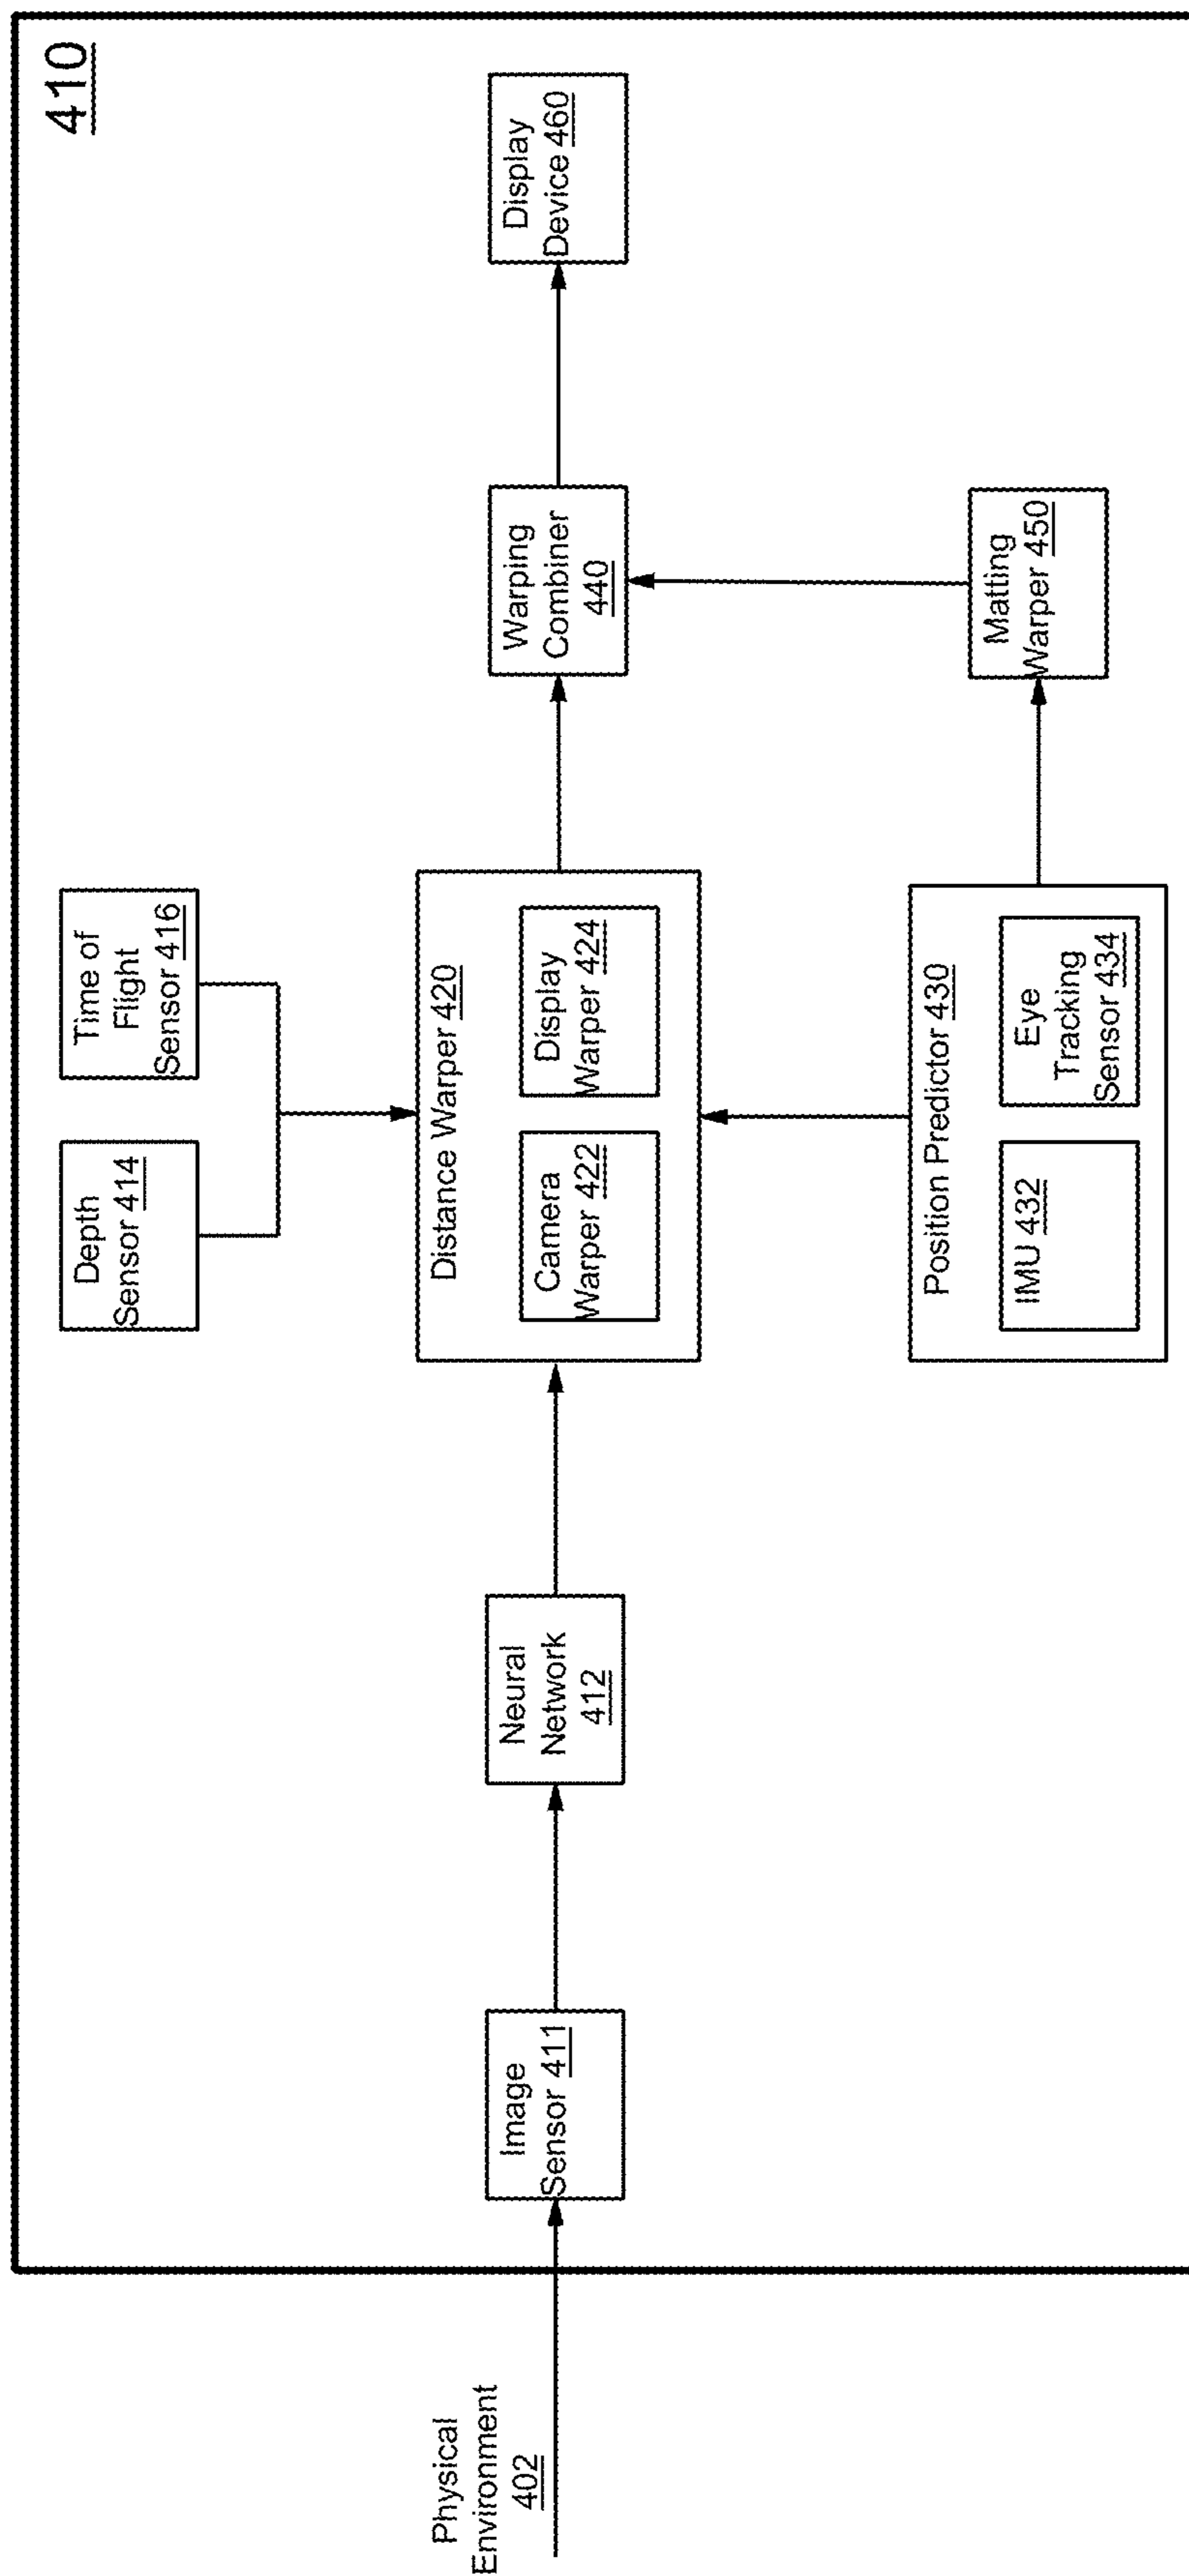 410
Physical
Environment
402
Image
Sensor 411
Neural
Network
412
Depth
Sensor 414
Time of
Flight
Sensor 416
Distance Warper 420
Camera
Warper 422
Display
Warper 424
Position Predictor 430
IMU 432
Eye
Tracking
Sensor 434
Warping
Combiner
440
Matting
Warper 450
Display
Device 460